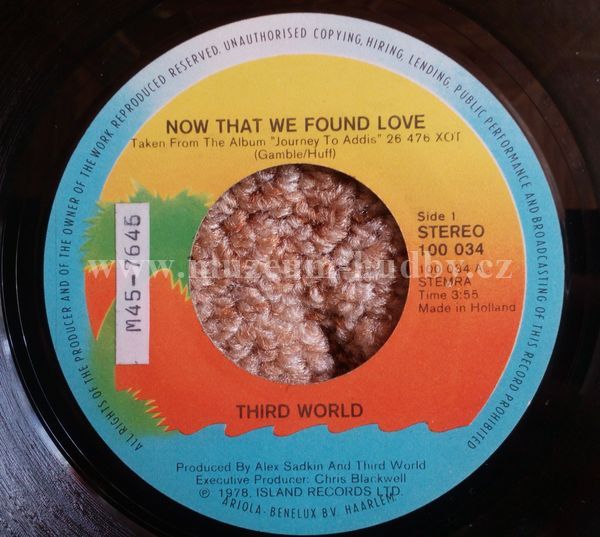 ALL RIGHTS OF THE PRODUCER AND OF THE OWNER OF THE WORK REPRODUCED RESERVED. UNAUTHORISED COPYING, HIRING, LENDING, PUBLIC PERFORMANCE AND BROADCASTING OF THIS RECORD PROHIBITED
NOW THAT WE FOUND LOVE
Taken From The Album "Journey To Addis" 26 476 XOT
(Gamble/Huff)
M45-7645
Side 1
STEREO
100 034
www.muzeum-hudby.cz
100 034 A
STEMRA
Time 3:55
Made in Holland
THIRD WORLD
Produced By Alex Sadkin And Third World
Executive Producer: Chris Blackwell
℗ 1978, ISLAND RECORDS LTD.
ARIOLA-BENELUX BV. HAARLEM.